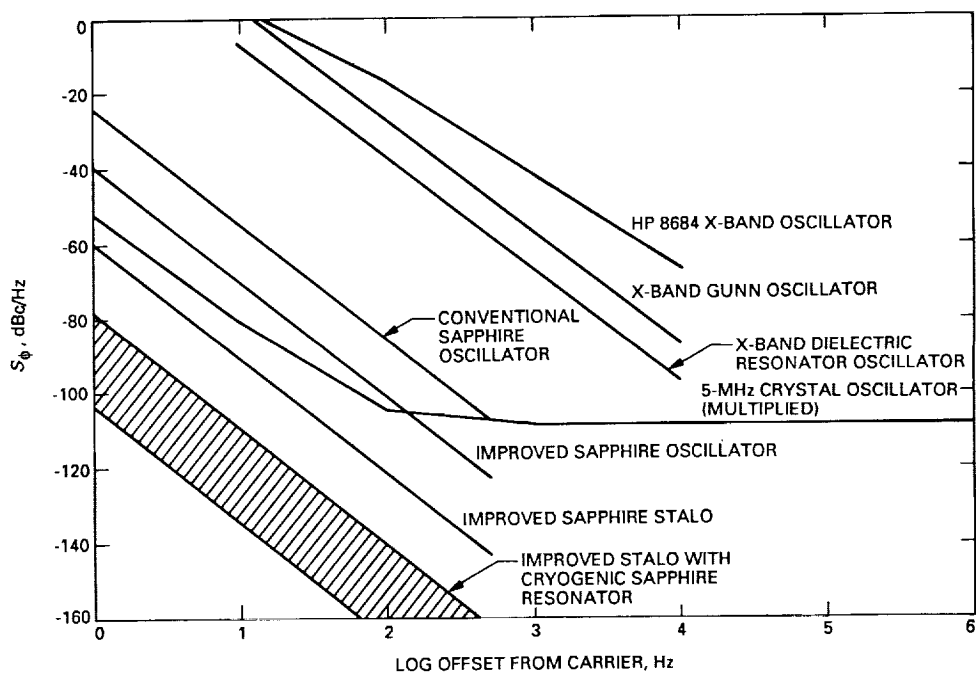 0
-20
-40
-60
-80
-100
-120
-140
-160
Sϕ, dBc/Hz
HP 8684 X-BAND OSCILLATOR
X-BAND GUNN OSCILLATOR
CONVENTIONAL
SAPPHIRE
OSCILLATOR
X-BAND DIELECTRIC
RESONATOR OSCILLATOR
5-MHz CRYSTAL OSCILLATOR
(MULTIPLIED)
IMPROVED SAPPHIRE OSCILLATOR
IMPROVED SAPPHIRE STALO
IMPROVED STALO WITH
CRYOGENIC SAPPHIRE
RESONATOR
0 1 2 3 4 5 6
LOG OFFSET FROM CARRIER, Hz